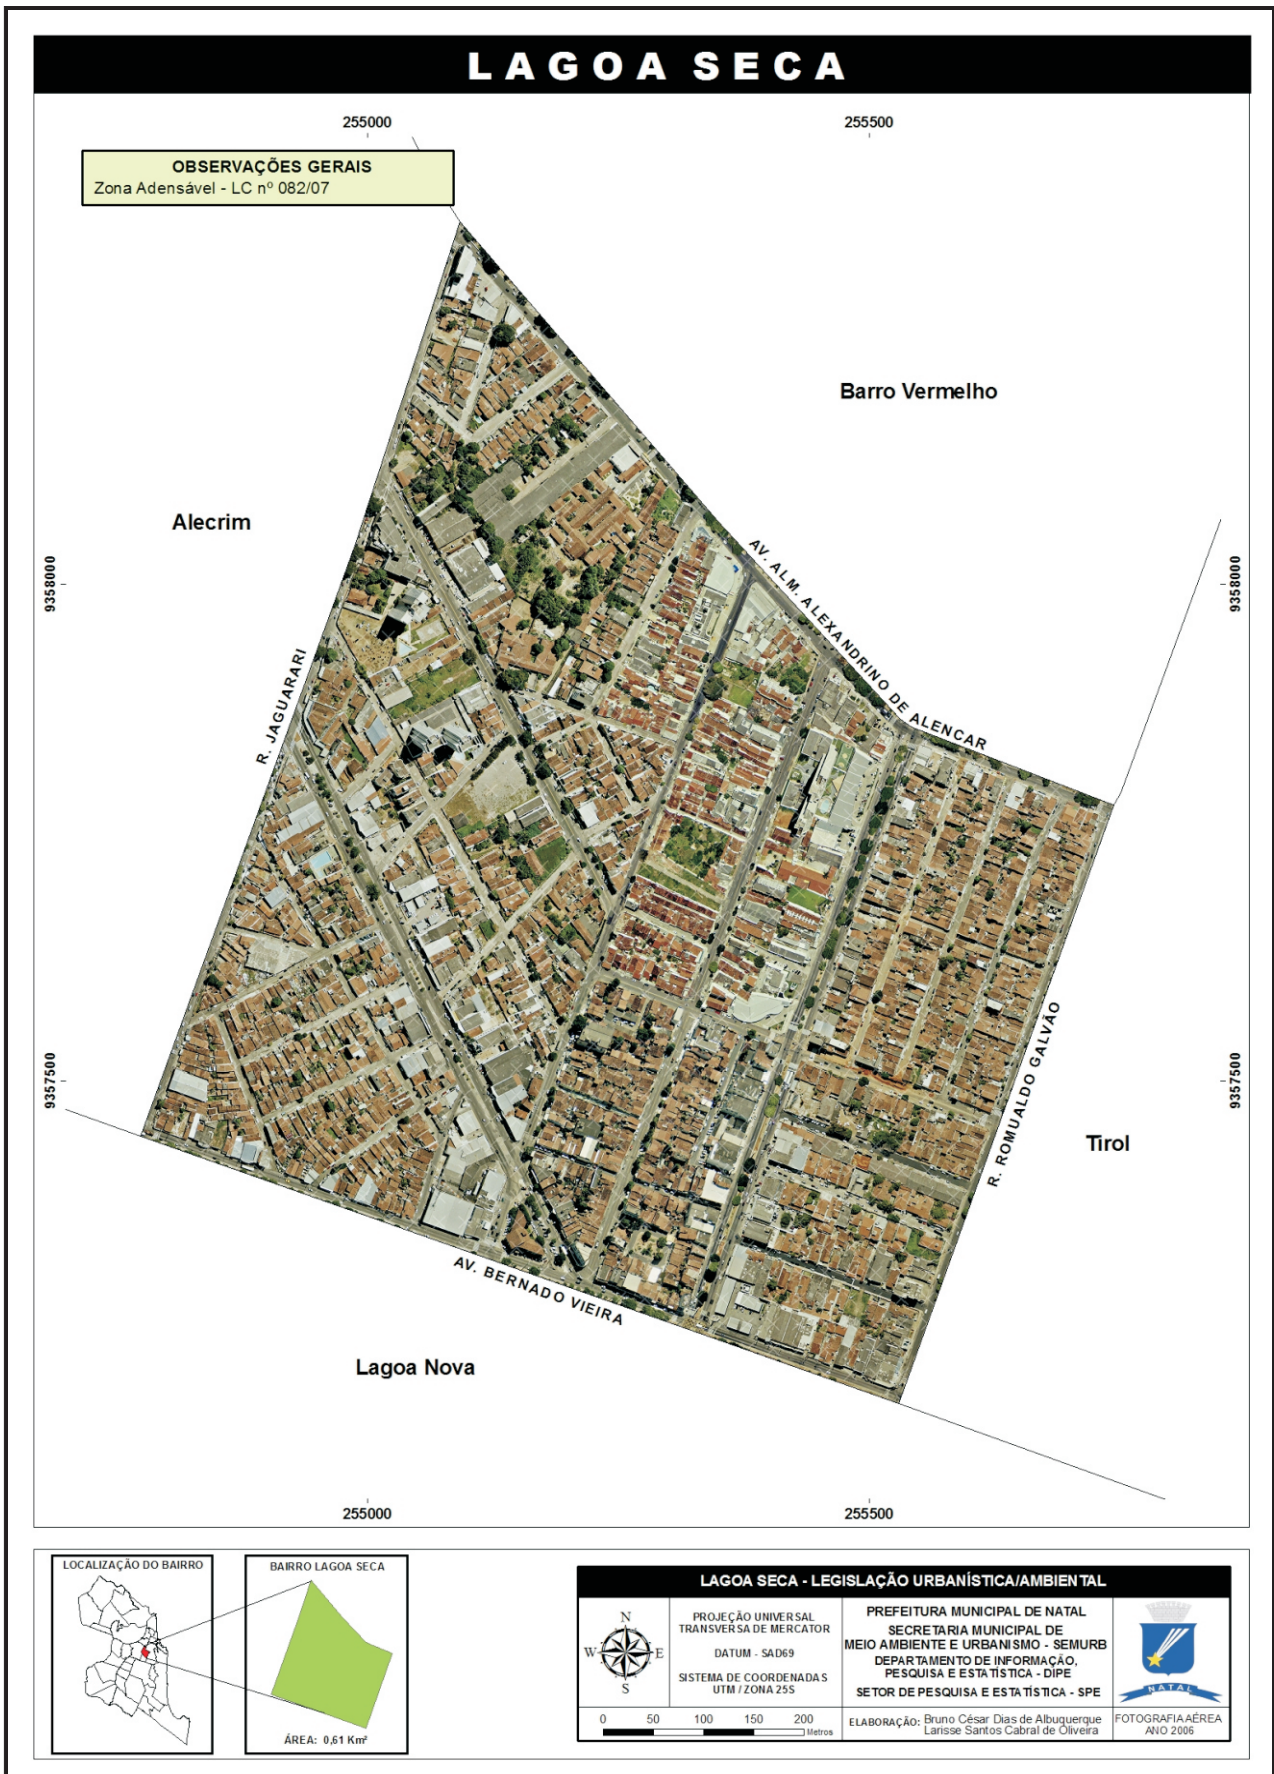 LAGOA SECA
255000
255500
OBSERVAÇÕES GERAIS
Zona Adensável - LC nº 082/07
Barro Vermelho
Alecrim
9358000
9358000
AV. ALM. ALEXANDRINO DE ALENCAR
R. JAGUARARI
R. ROMUALDO GALVÃO
9357500
9357500
Tirol
AV. BERNADO VIEIRA
Lagoa Nova
255000
255500
LOCALIZAÇÃO DO BAIRRO
BAIRRO LAGOA SECA
ÁREA: 0,61 Km²
LAGOA SECA - LEGISLAÇÃO URBANÍSTICA/AMBIENTAL
N
W
E
S
PROJEÇÃO UNIVERSAL
TRANSVERSA DE MERCATOR
DATUM - SAD69
SISTEMA DE COORDENADAS
UTM / ZONA 25S
0 50 100 150 200
Metros
PREFEITURA MUNICIPAL DE NATAL
SECRETARIA MUNICIPAL DE
MEIO AMBIENTE E URBANISMO - SEMURB
DEPARTAMENTO DE INFORMAÇÃO,
PESQUISA E ESTATÍSTICA - DIPE
SETOR DE PESQUISA E ESTATÍSTICA - SPE
ELABORAÇÃO: Bruno César Dias de Albuquerque
Larisse Santos Cabral de Oliveira
NATAL
FOTOGRAFIA AÉREA
ANO 2006